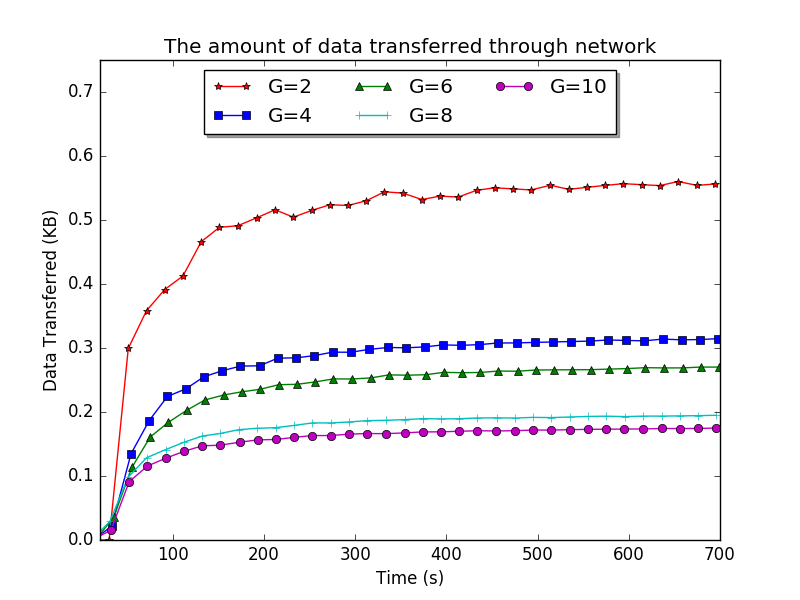 The amount of data transferred through network
G=2 G=6 G=10
G=4 G=8
0.7
0.6
0.5
0.4
0.3
0.2
0.1
0.0
Data Transferred (KB)
100 200 300 400 500 600 700
Time (s)